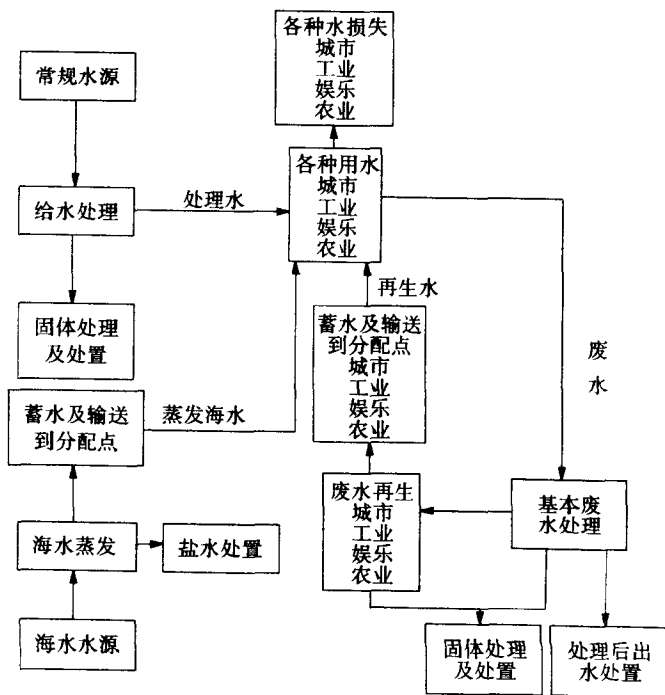 各种水损失
城市
工业
娱乐
农业
常规水源
各种用水
城市
工业
娱乐
农业
给水处理
处理水
再生水
固体处理
及处置
蓄水及输送
到分配点
城市
工业
娱乐
农业
废
水
蓄水及输送
到分配点
蒸发海水
废水再生
城市
工业
娱乐
农业
基本废
水处理
海水蒸发
盐水处置
海水水源
固体处理
及处置
处理后出
水处置